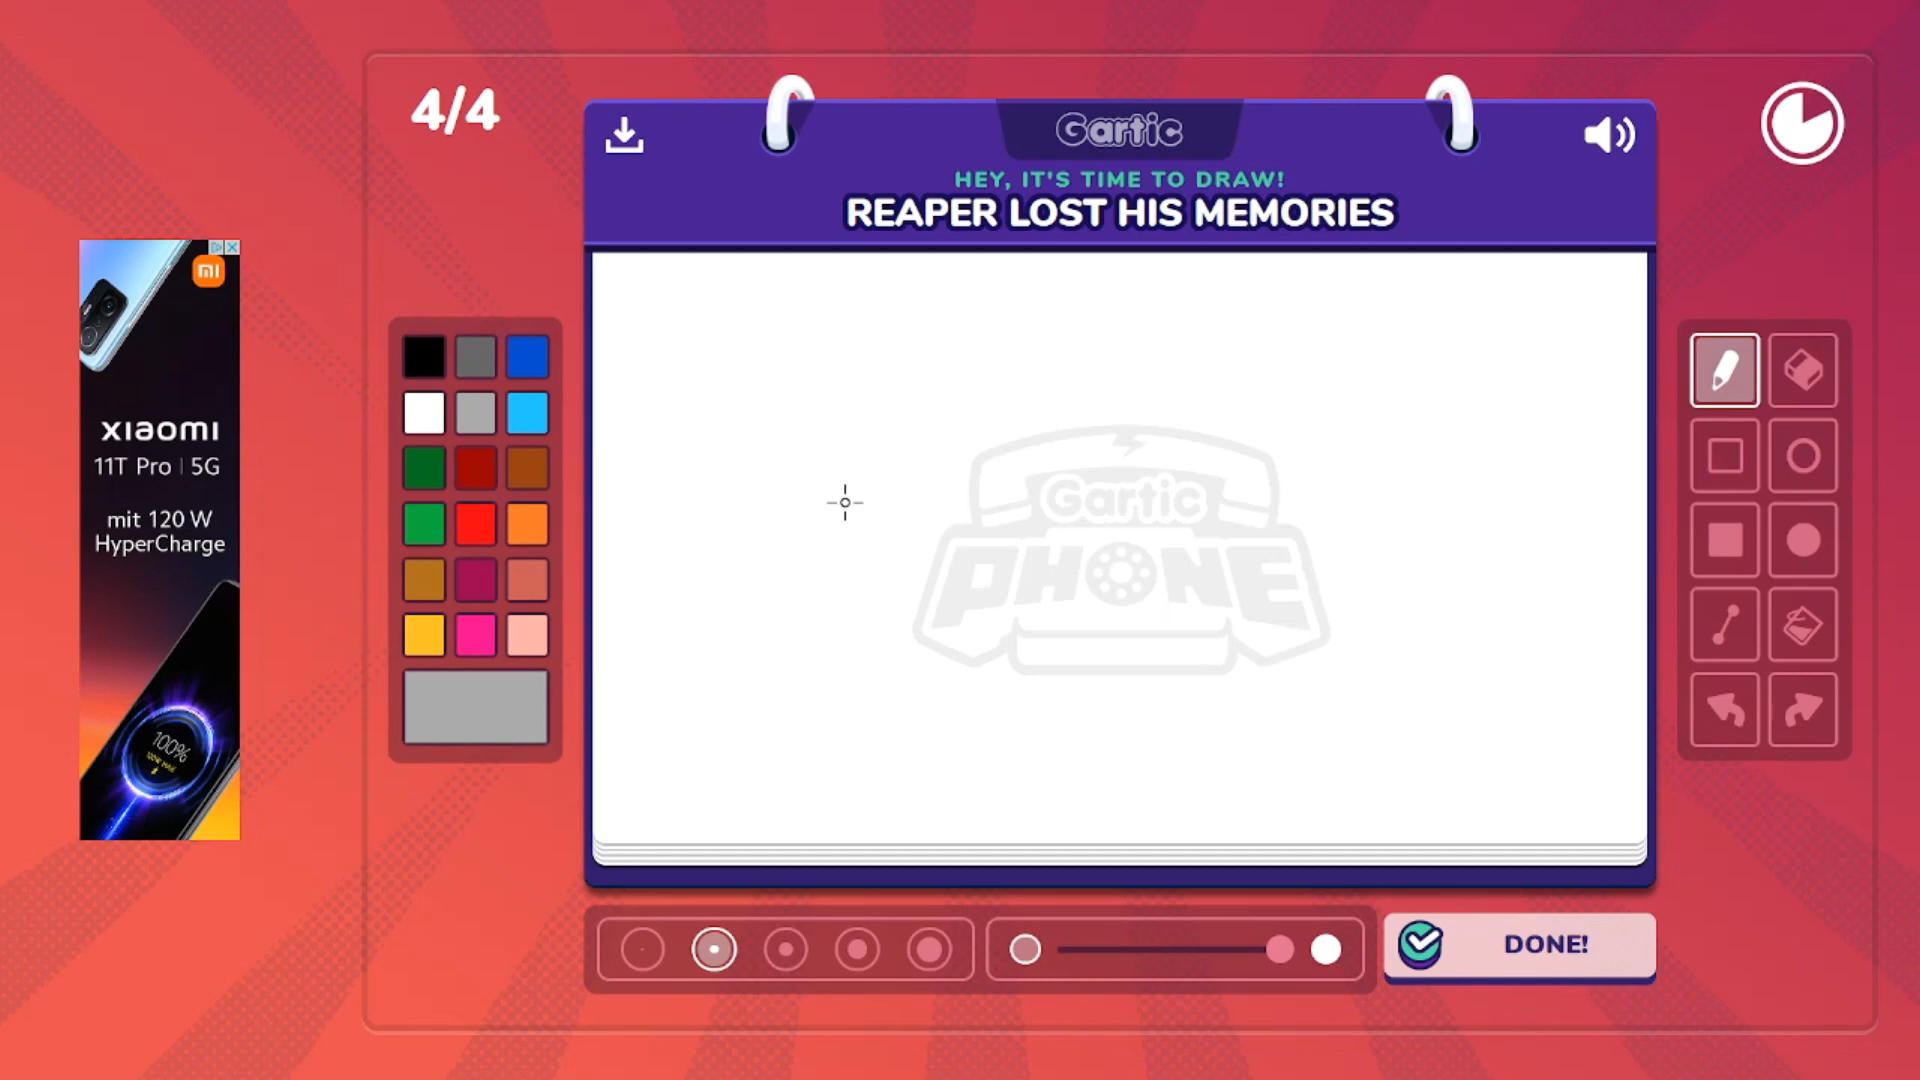 4/4
Gartic
HEY, IT'S TIME TO DRAW!
REAPER LOST HIS MEMORIES
mi
xiaomi
11T Pro | 5G
mit 120 W
HyperCharge
100%
Gartic
PHONE
DONE!